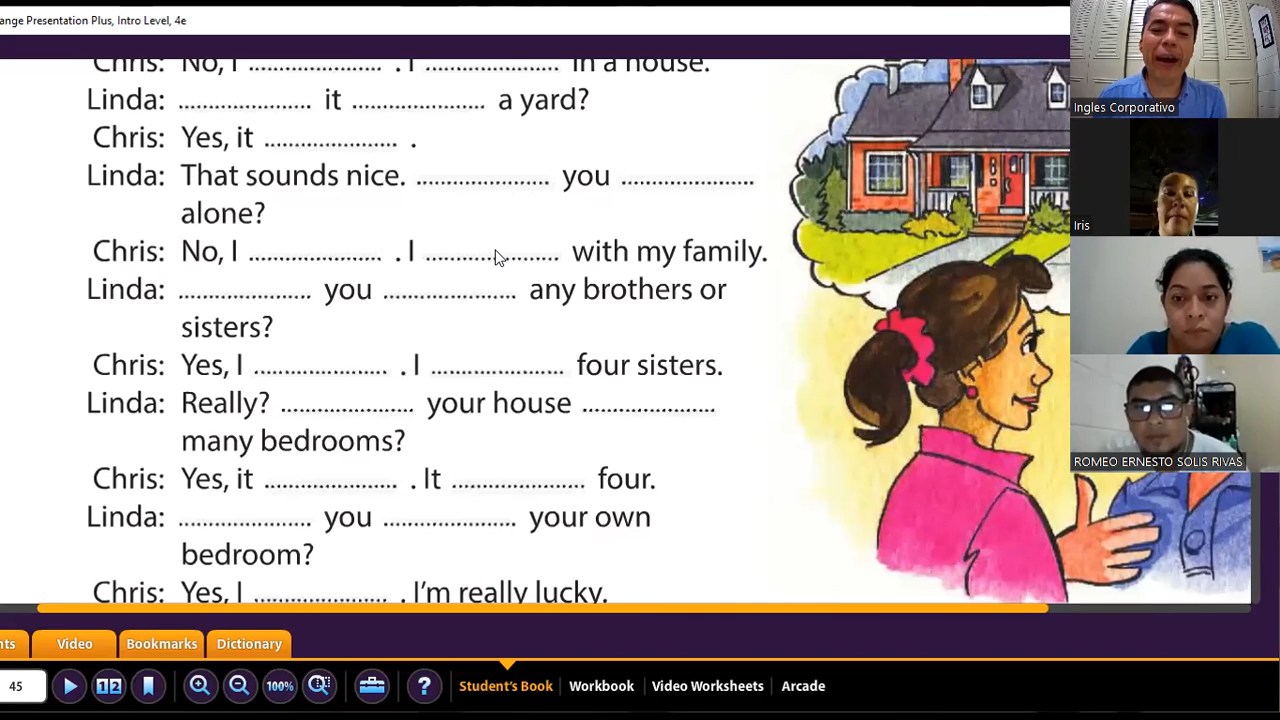 ange Presentation Plus, Intro Level, 4e
Chris: No, I .................... . I .................... in a house.
Linda: .................... it .................... a yard?
Chris: Yes, it .................... .
Linda: That sounds nice. .................... you ....................
alone?
Chris: No, I .................... . I .................... with my family.
Linda: .................... you .................... any brothers or
sisters?
Chris: Yes, I .................... . I .................... four sisters.
Linda: Really? .................... your house ....................
many bedrooms?
Chris: Yes, it .................... . It .................... four.
Linda: .................... you .................... your own
bedroom?
Chris: Yes, I .................... . I'm really lucky.
Ingles Corporativo
Iris
ROMEO ERNESTO SOLIS RIVAS
nts Video Bookmarks Dictionary
45 1 2 100% ? Student's Book Workbook Video Worksheets Arcade